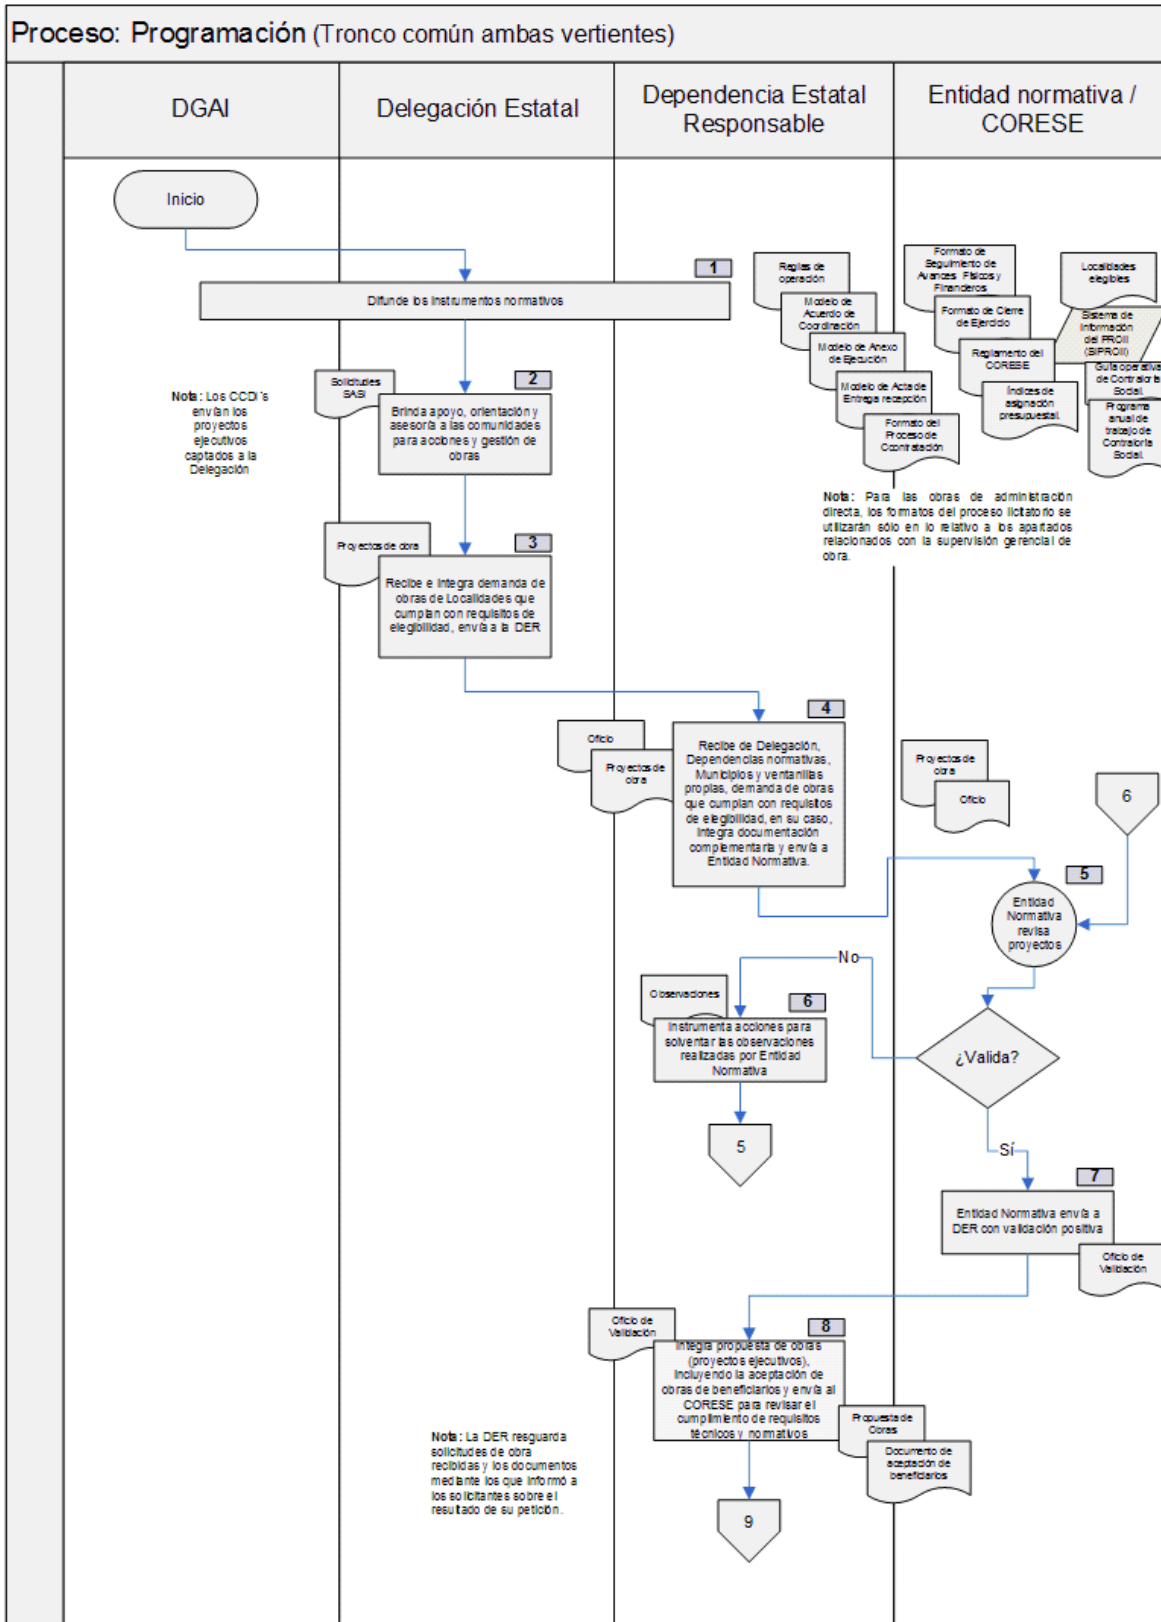 Proceso: Programación (Tronco común ambas vertientes)
DGAI
Delegación Estatal
Dependencia Estatal
Responsable
Entidad normativa /
CORESE
Inicio
1
Difunde los instrumentos normativos
Reglas de
operación
Modelo de
Acuerdo de
Coordinación
Modelo de Anexo
de Ejecución
Modelo de Acta de
Entrega recepción
Formato del
Proceso de
Ccontratación
Formato de
Seguimiento de
Avances Físicos y
Financieros
Formato de Cierre
de Ejercicio
Reglamento del
CORESE
Índices de
asignación
presupuestal.
Localidades
elegibles
Sistema de
Información
del PROII
(SIPROII)
Guía operativa
de Contraloría
Social.
Programa
anual de
trabajo de
Contraloría
Social.
Nota: Los CCDI´s
envían los
proyectos
ejecutivos
captados a la
Delegación
Solicitudes
SASI
2
Brinda apoyo, orientación y
asesoría a las comunidades
para acciones y gestión de
obras
Nota: Para las obras de administración
directa, los formatos del proceso licitatorio se
utilizarán sólo en lo relativo a los apartados
relacionados con la supervisión gerencial de
obra.
Proyectos de obra
3
Recibe e integra demanda de
obras de Localidades que
cumplan con requisitos de
elegibilidad, envía a la DER
4
Oficio
Proyectos de
obra
Recibe de Delegación,
Dependencias normativas,
Municipios y ventanillas
propias, demanda de obras
que cumplan con requisitos
de elegibilidad, en su caso,
integra documentación
complementaria y envía a
Entidad Normativa.
Proyectos de
obra
Oficio
6
5
Entidad
Normativa
revisa
proyectos
No
Observaciones
6
Instrumenta acciones para
solventar las observaciones
realizadas por Entidad
Normativa
¿Valida?
5
Sí
7
Entidad Normativa envía a
DER con validación positiva
Oficio de
Validación
Oficio de
Validación
8
Integra propuesta de obras
(proyectos ejecutivos),
incluyendo la aceptación de
obras de beneficiarios y envía al
CORESE para revisar el
cumplimiento de requisitos
técnicos y normativos
Propuesta de
Obras
Documento de
aceptación de
beneficiarios
Nota: La DER resguarda
solicitudes de obra
recibidas y los documentos
mediante los que informó a
los solicitantes sobre el
resultado de su petición.
9